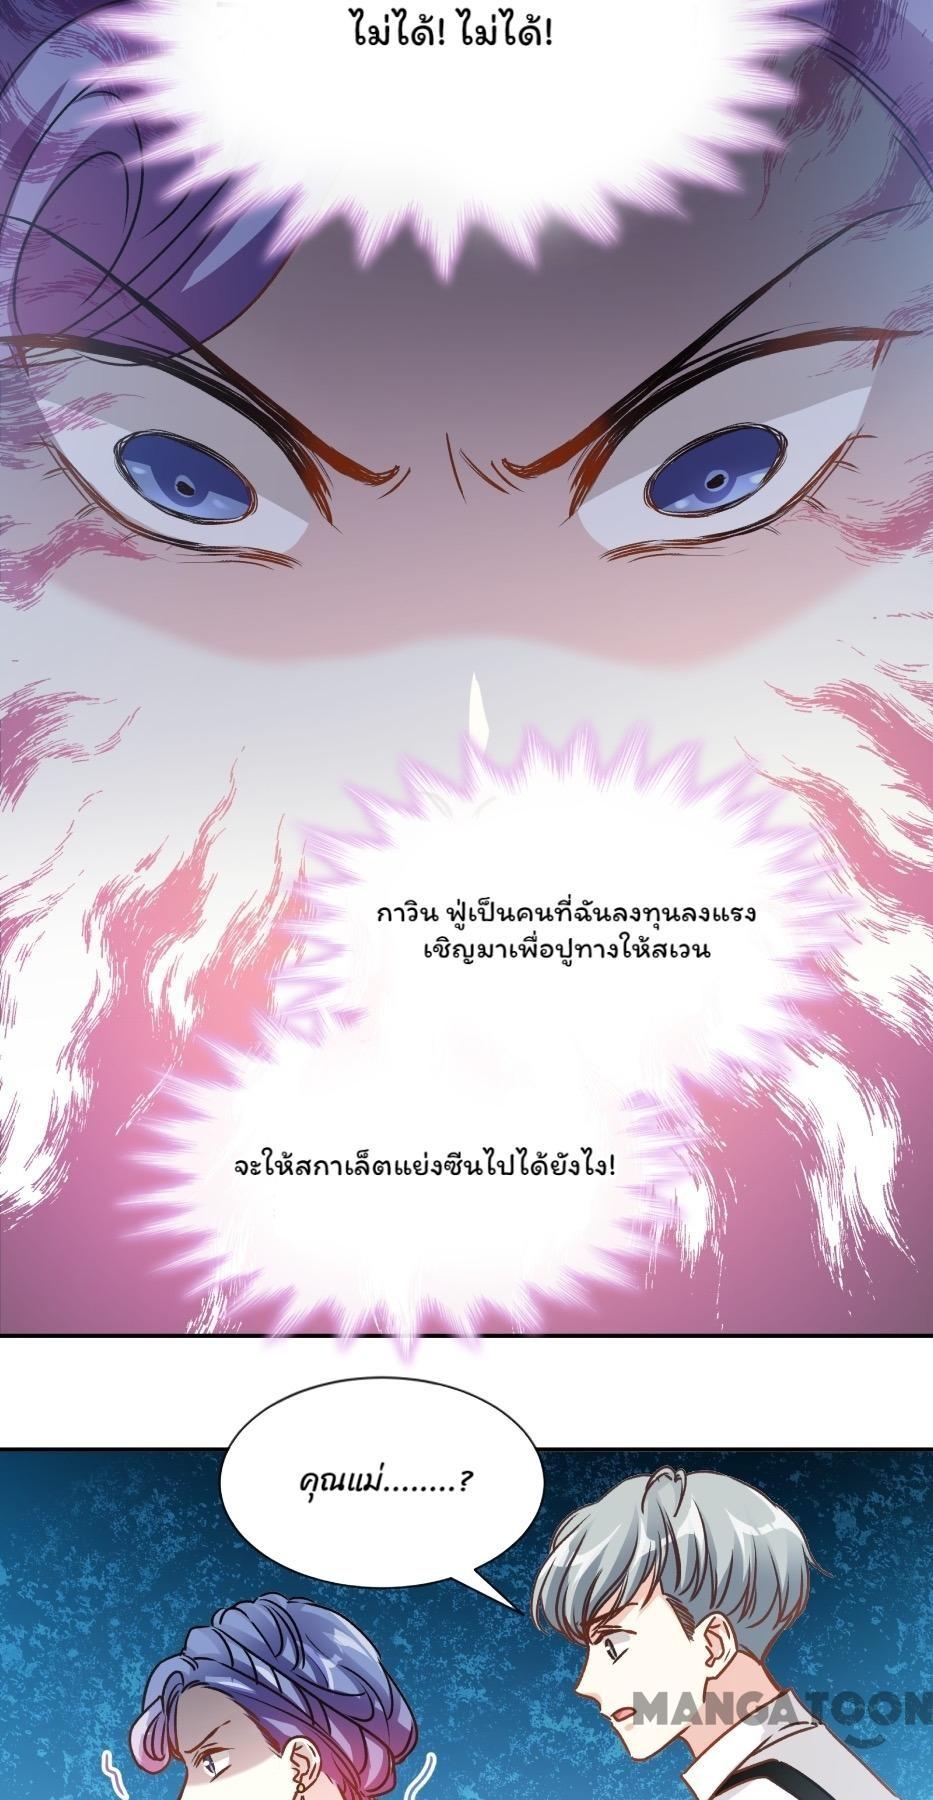 ไม่ได้! ไม่ได้!
กาวิน ฟู่เป็นคนที่ฉันลงทุนลงแรง
เชิญมาเพื่อปูทางให้สเวน
จะให้สกาเล็ตแย่งซีนไปได้ยังไง!
คุณแม่........?
MANGATOON